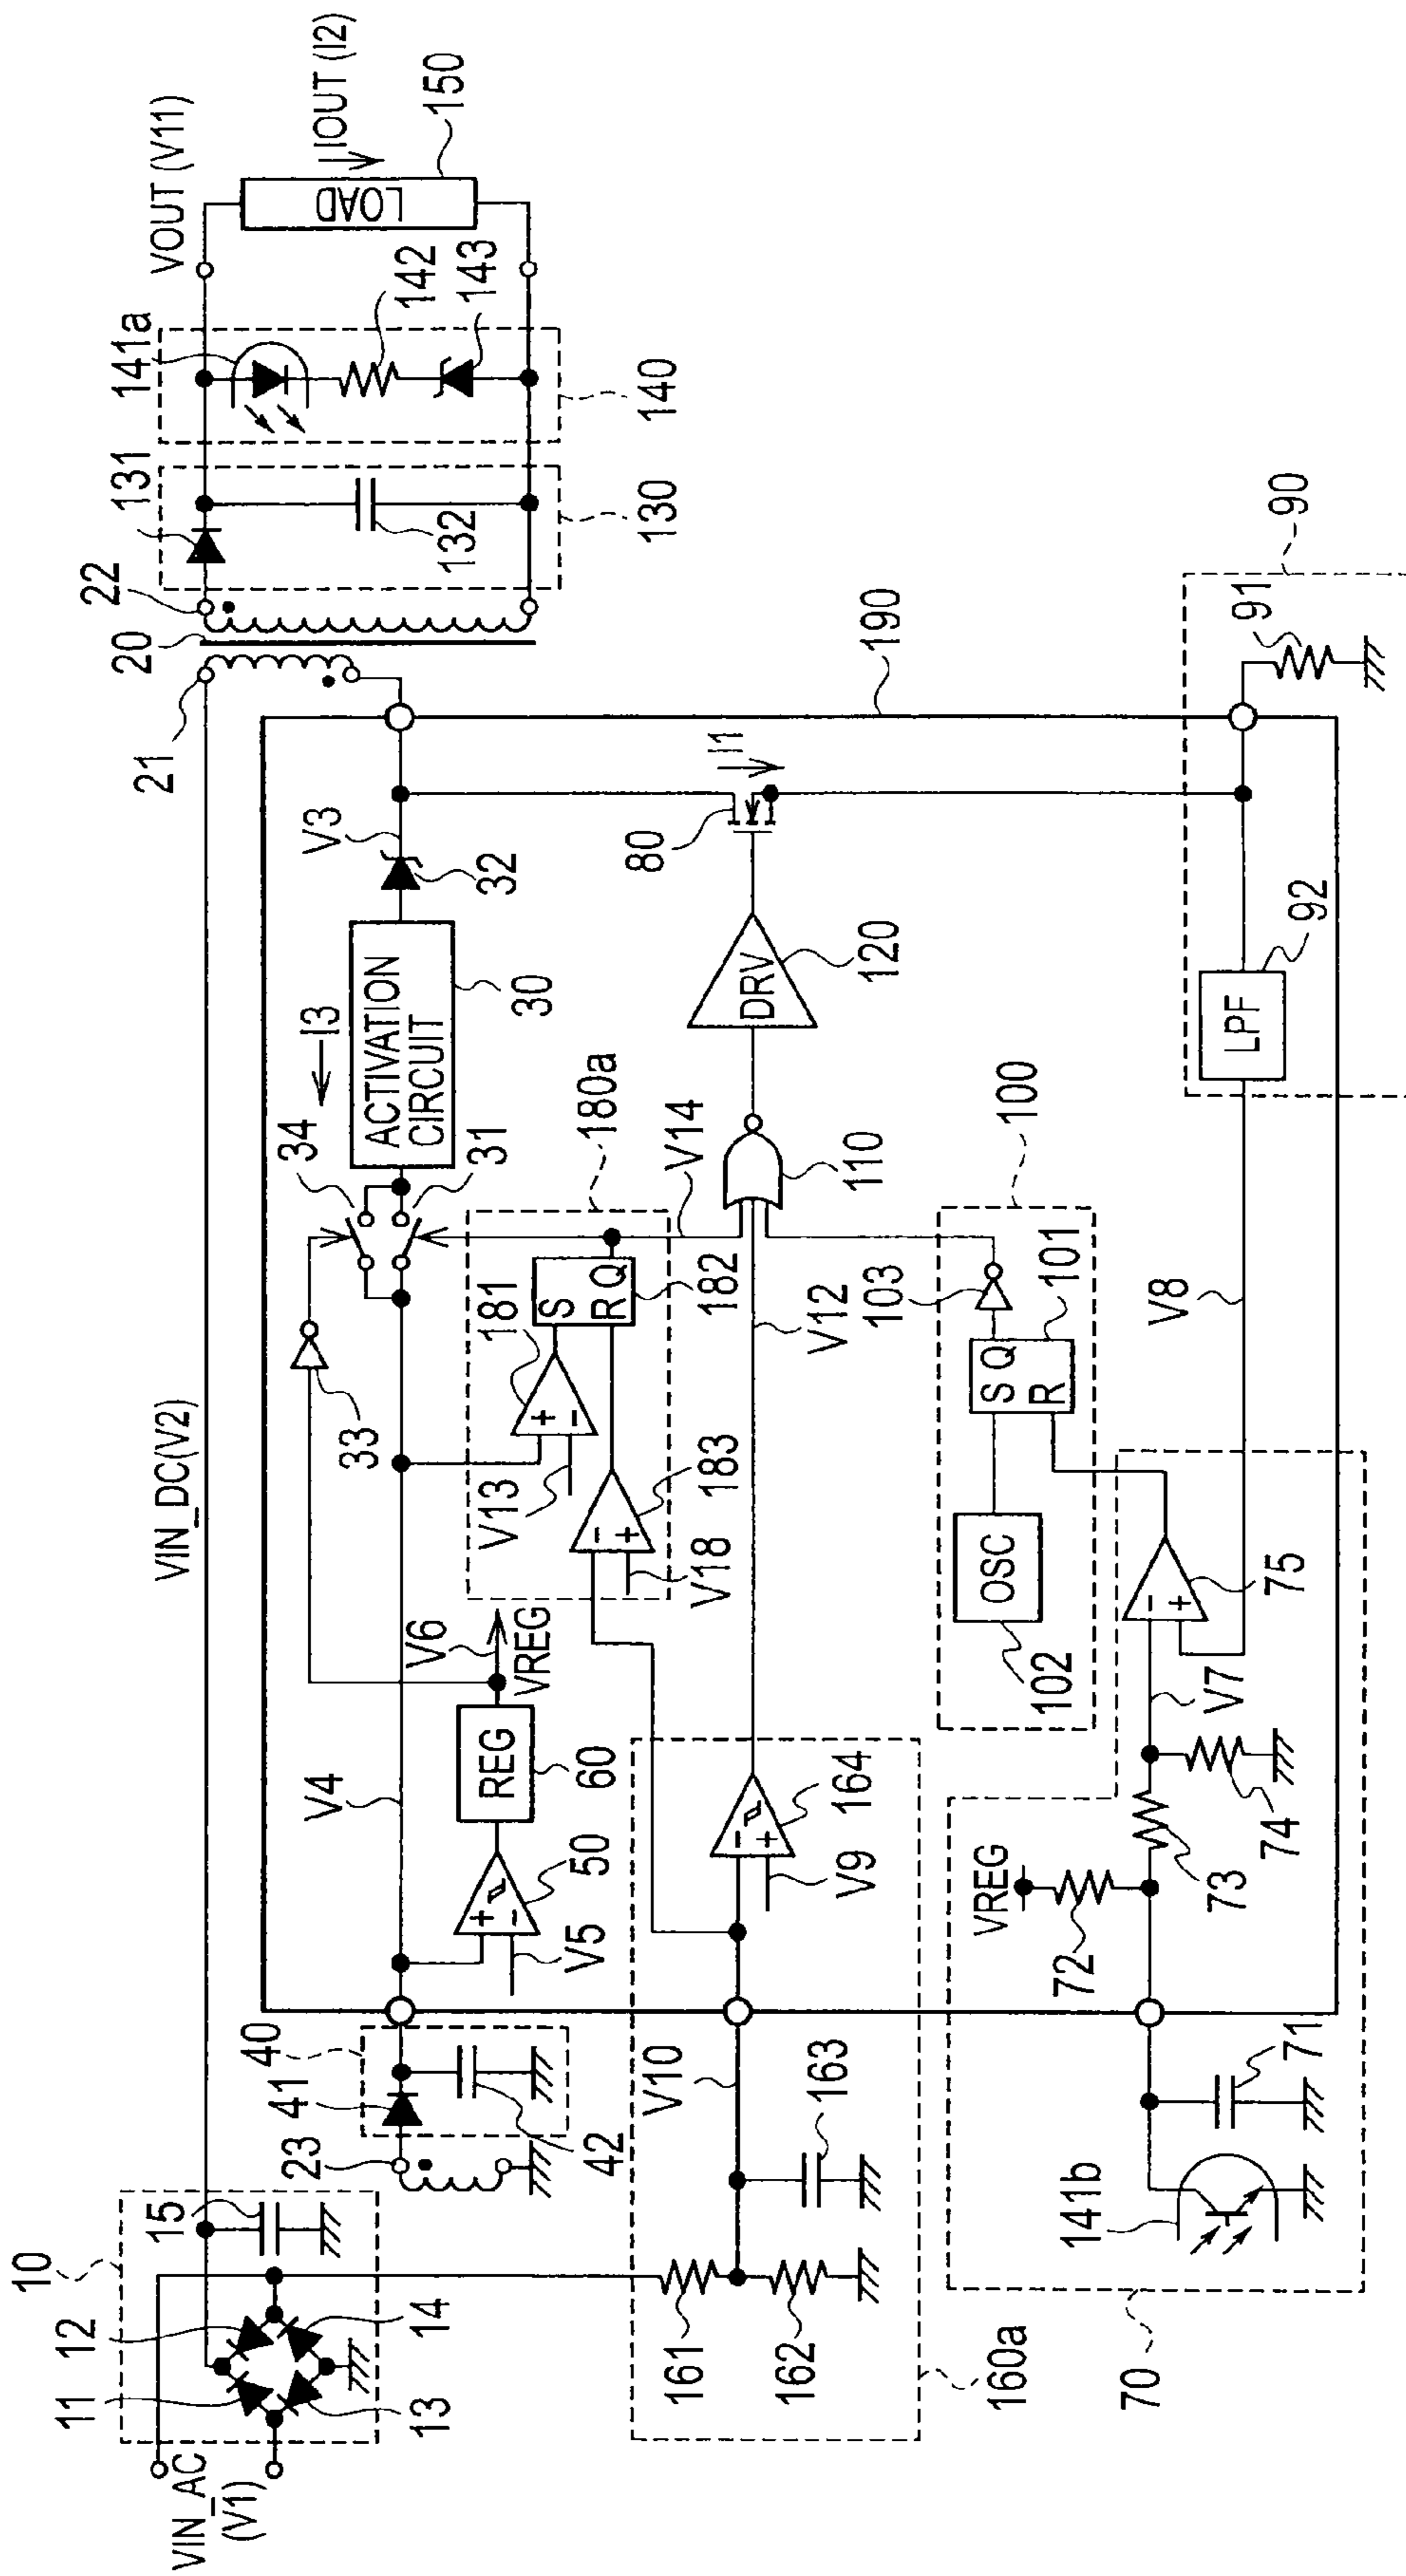 VIN_AC
(V1)
10
11
12
13
14
15
VIN_DC(V2)
21
20
22
131
132
130
141a
142
143
140
VOUT (V11)
IOUT (I2)
LOAD
150
23
41
40
42
V4
33
34
I3
31
ACTIVATION
CIRCUIT
30
V3
32
190
50
V5
REG
60
V6
VREG
V13
181
S
R Q
182
180a
183
V18
V14
110
DRV
120
80
I1
161
162
163
160a
V10
V9
164
V12
OSC
102
S Q
R
101
103
100
141b
71
70
VREG
72
73
74
V7
75
V8
LPF
92
91
90